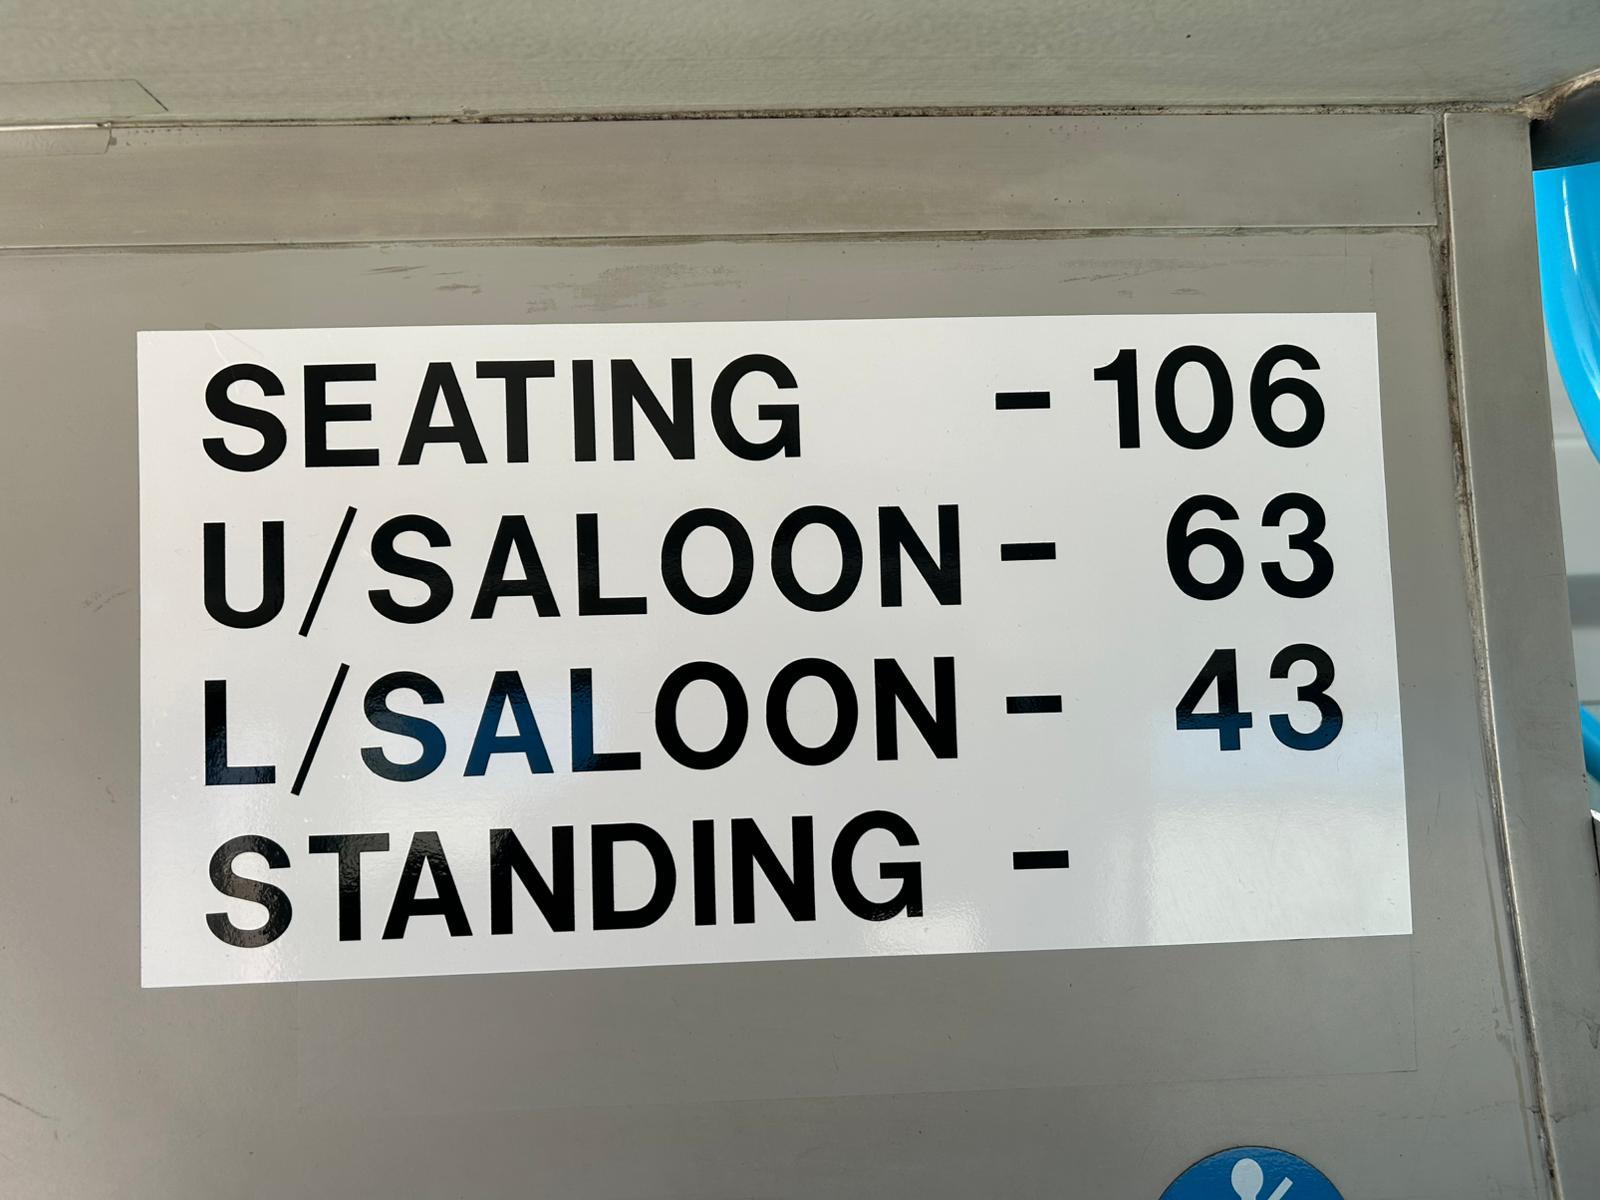 SEATING - 106
U/SALOON - 63
L/SALOON - 43
STANDING -